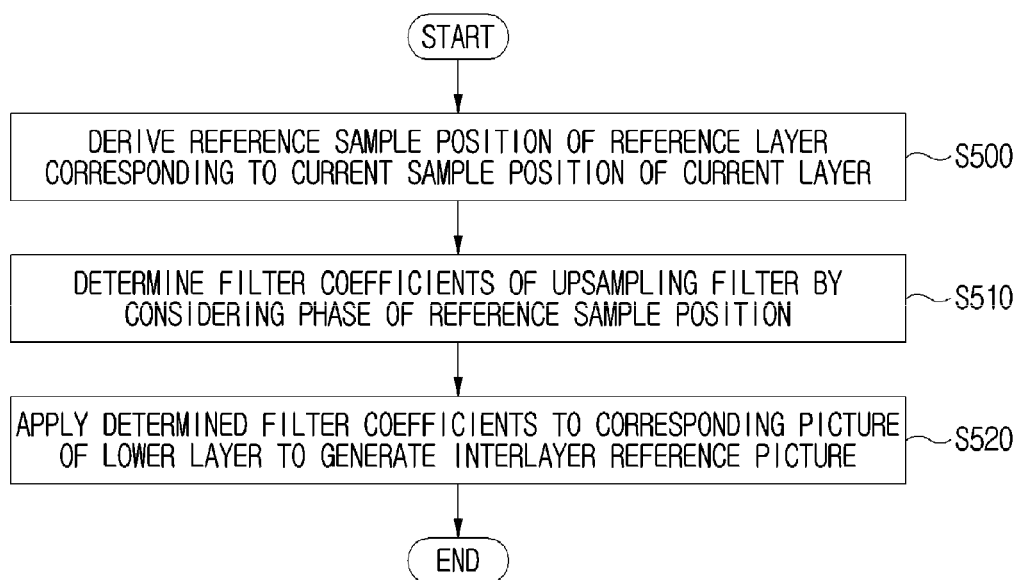 START
DERIVE REFERENCE SAMPLE POSITION OF REFERENCE LAYER
CORRESPONDING TO CURRENT SAMPLE POSITION OF CURRENT LAYER
S500
DETERMINE FILTER COEFFICIENTS OF UPSAMPLING FILTER BY
CONSIDERING PHASE OF REFERENCE SAMPLE POSITION
S510
APPLY DETERMINED FILTER COEFFICIENTS TO CORRESPONDING PICTURE
OF LOWER LAYER TO GENERATE INTERLAYER REFERENCE PICTURE
S520
END